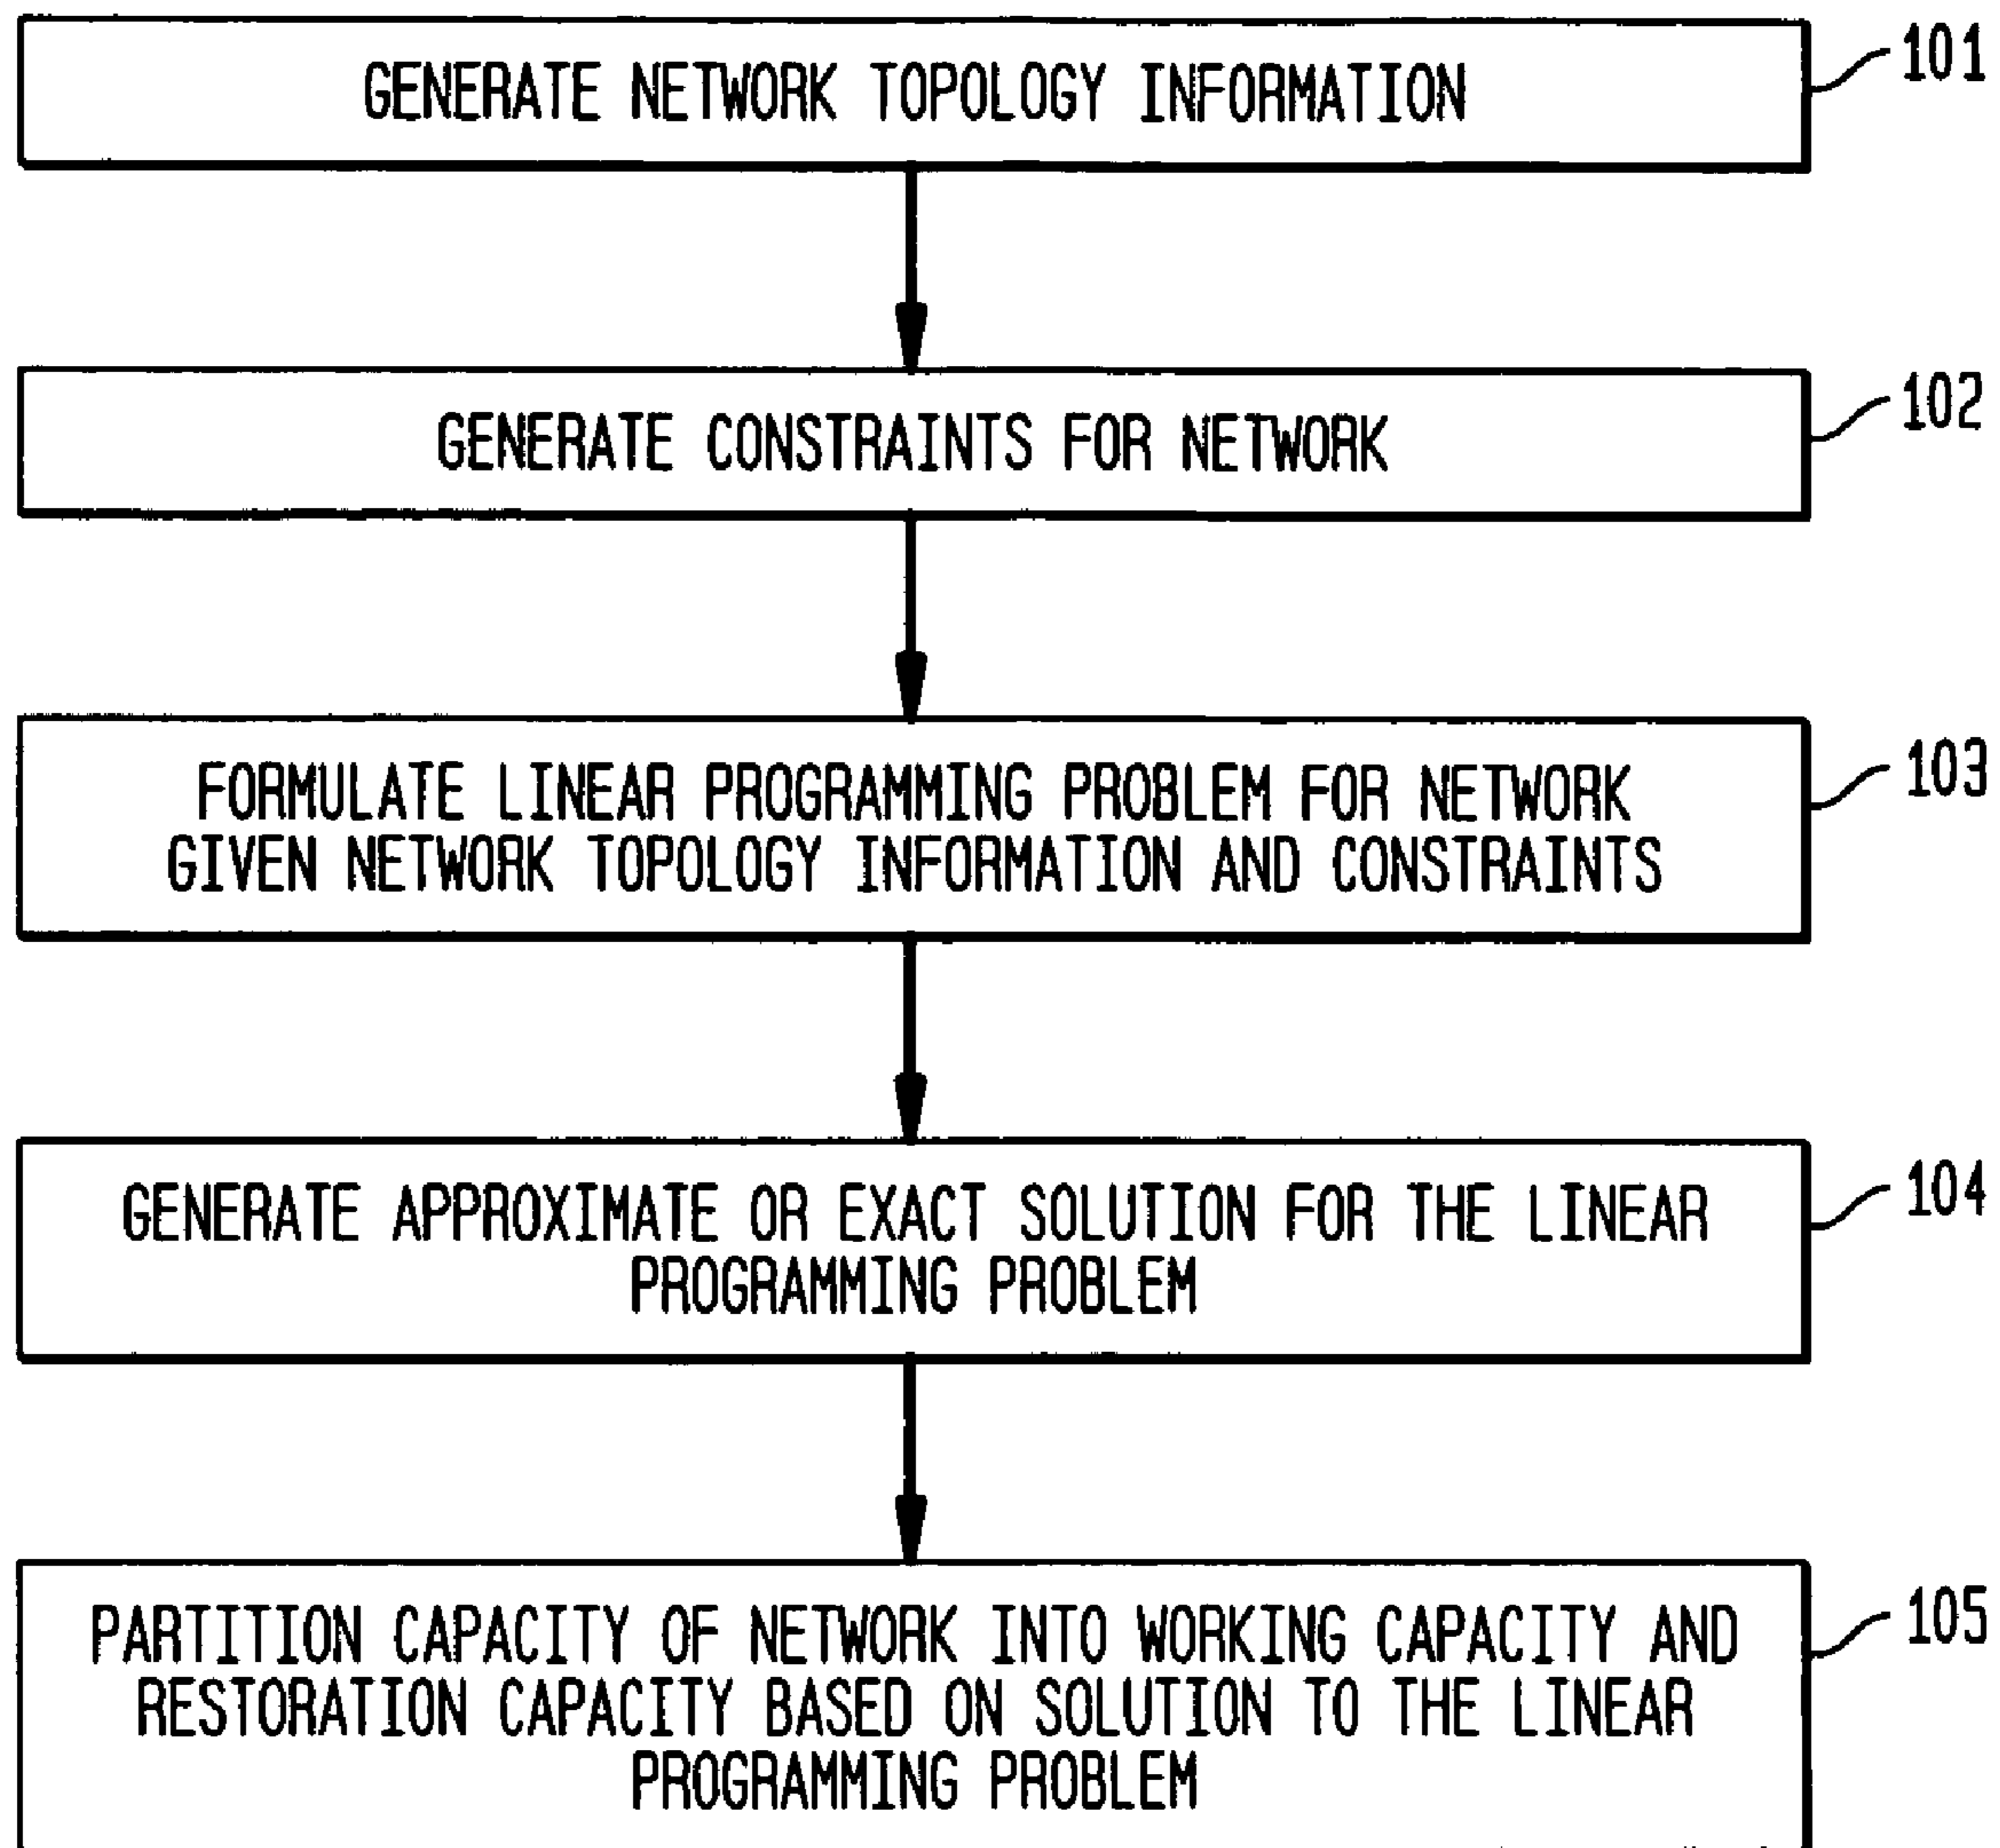 GENERATE NETWORK TOPOLOGY INFORMATION
101
GENERATE CONSTRAINTS FOR NETWORK
102
FORMULATE LINEAR PROGRAMMING PROBLEM FOR NETWORK
GIVEN NETWORK TOPOLOGY INFORMATION AND CONSTRAINTS
103
GENERATE APPROXIMATE OR EXACT SOLUTION FOR THE LINEAR
PROGRAMMING PROBLEM
104
PARTITION CAPACITY OF NETWORK INTO WORKING CAPACITY AND
RESTORATION CAPACITY BASED ON SOLUTION TO THE LINEAR
PROGRAMMING PROBLEM
105